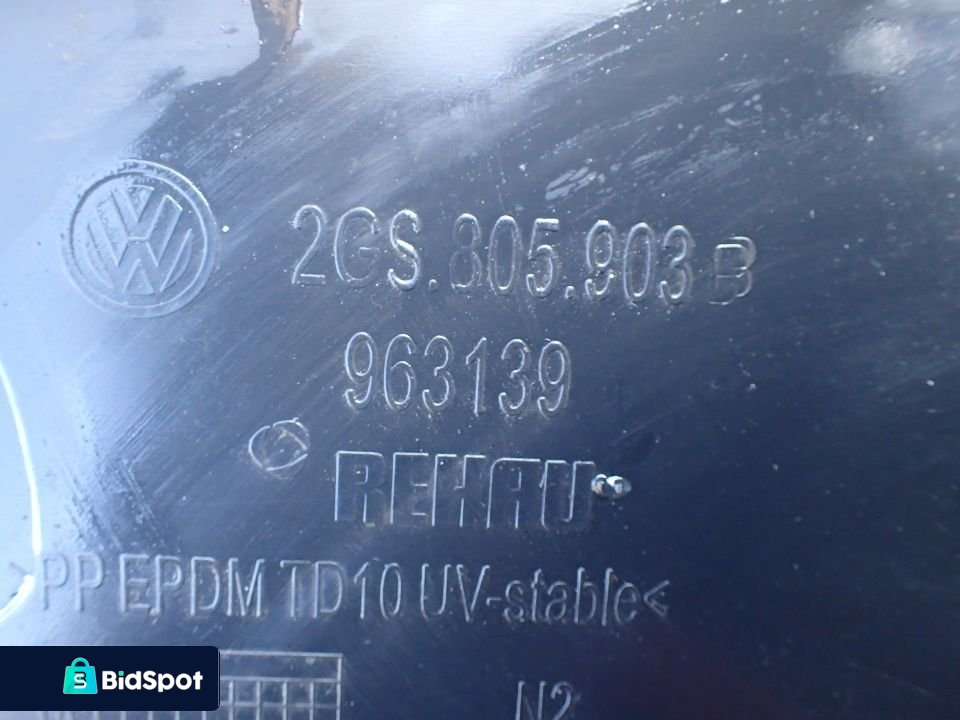 2GS.805.903 B
963139
REHAU
>PP EPDM TD10 UV-stable<
N2
BidSpot